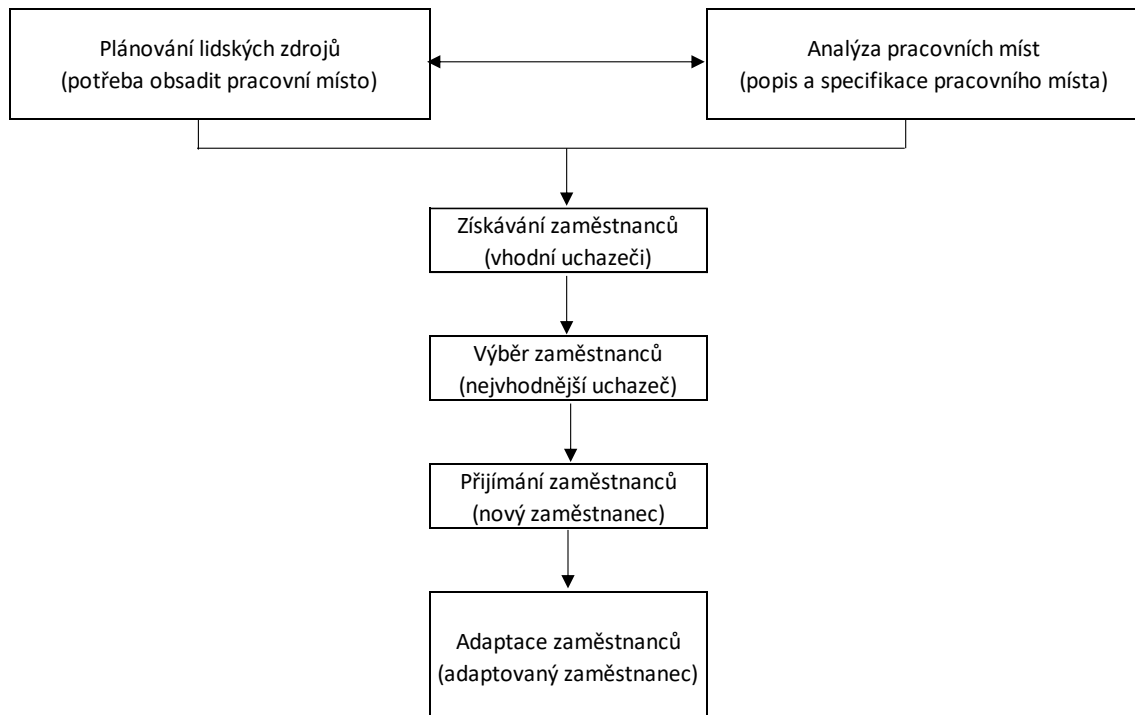 Plánování lidských zdrojů
(potřeba obsadit pracovní místo)
Analýza pracovních míst
(popis a specifikace pracovního místa)
Získávání zaměstnanců
(vhodní uchazeči)
Výběr zaměstnanců
(nejvhodnější uchazeč)
Přijímání zaměstnanců
(nový zaměstnanec)
Adaptace zaměstnanců
(adaptovaný zaměstnanec)